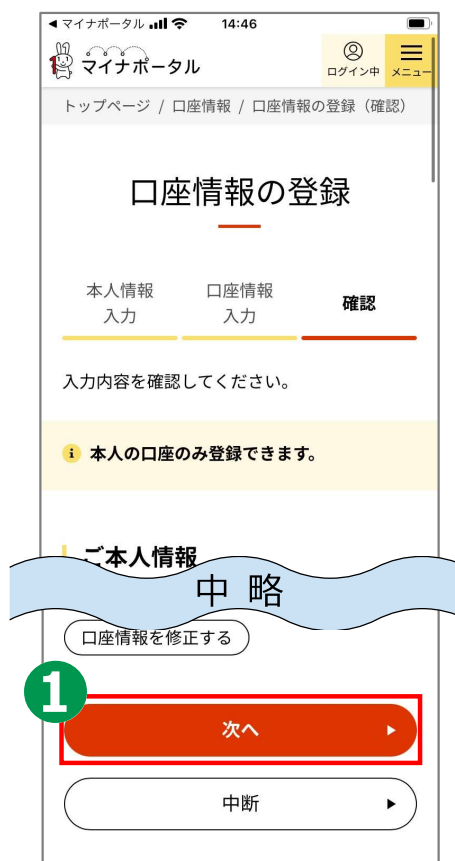 ◀ マイナポータル 14:46
マイナポータル
ログイン中 メニュー
トップページ / 口座情報 / 口座情報の登録（確認）
口座情報の登録
本人情報
入力
口座情報
入力
確認
入力内容を確認してください。
i 本人の口座のみ登録できます。
ご本人情報
中 略
口座情報を修正する
1
次へ ▶
中断 ▶